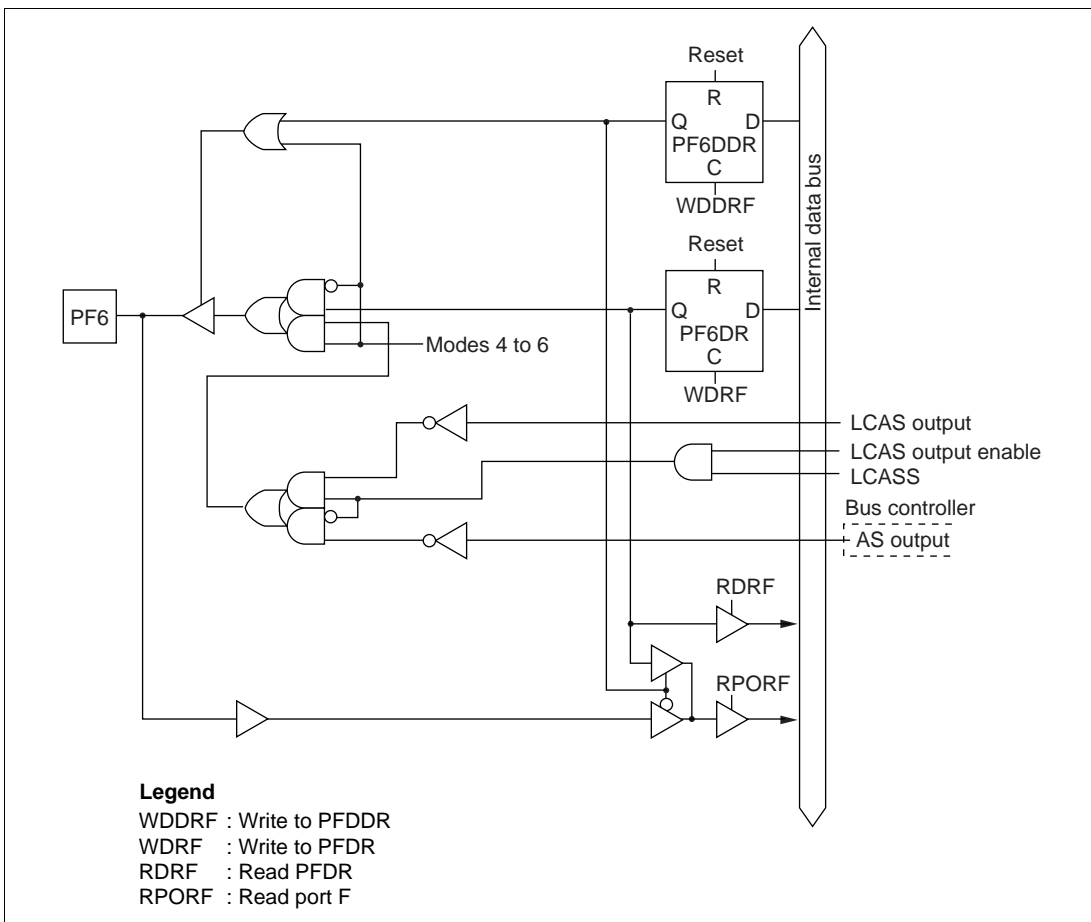 Reset
R
Q D
PF6DDR
C
WDDRF
Internal data bus
Reset
R
Q D
PF6DR
C
WDRF
PF6
Modes 4 to 6
LCAS output
LCAS output enable
LCASS
Bus controller
AS output
RDRF
RPORF
Legend
WDDRF : Write to PFDDR
WDRF : Write to PFDR
RDRF : Read PFDR
RPORF : Read port F